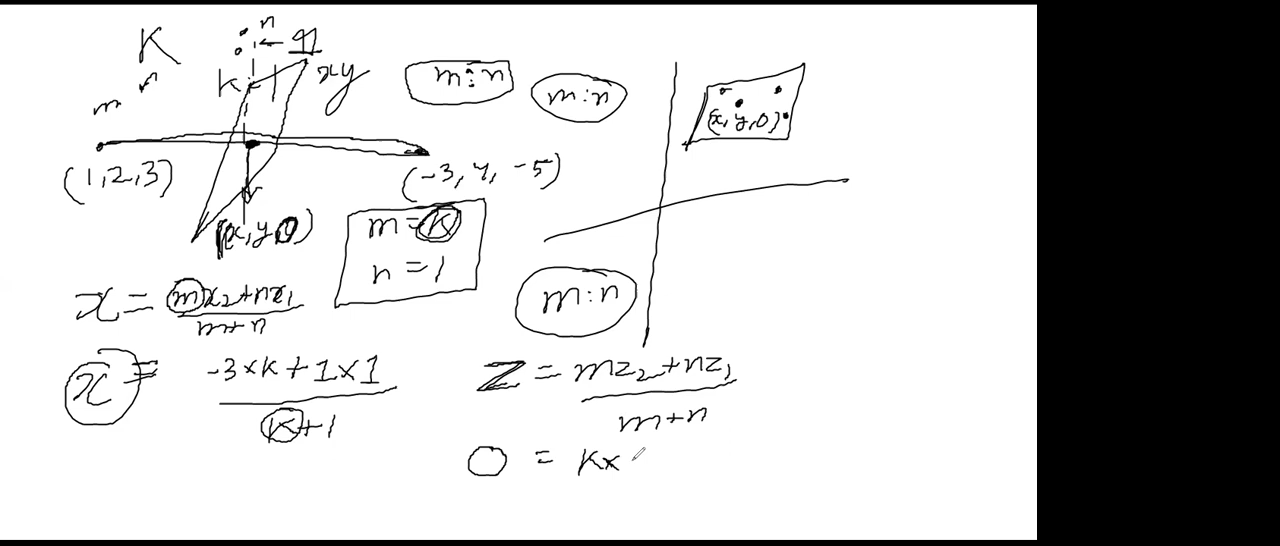 K
n
k : 1
xy
m:n
m:n
m
(x, y, 0)
(1, 2, 3)
(-3, 4, -5)
(x, y, 0)
m = k
n = 1
m:n
x = mx₂+nx₁ / m+n
x = -3×k + 1×1 / k+1
z = mz₂+nz₁ / m+n
0 = k×